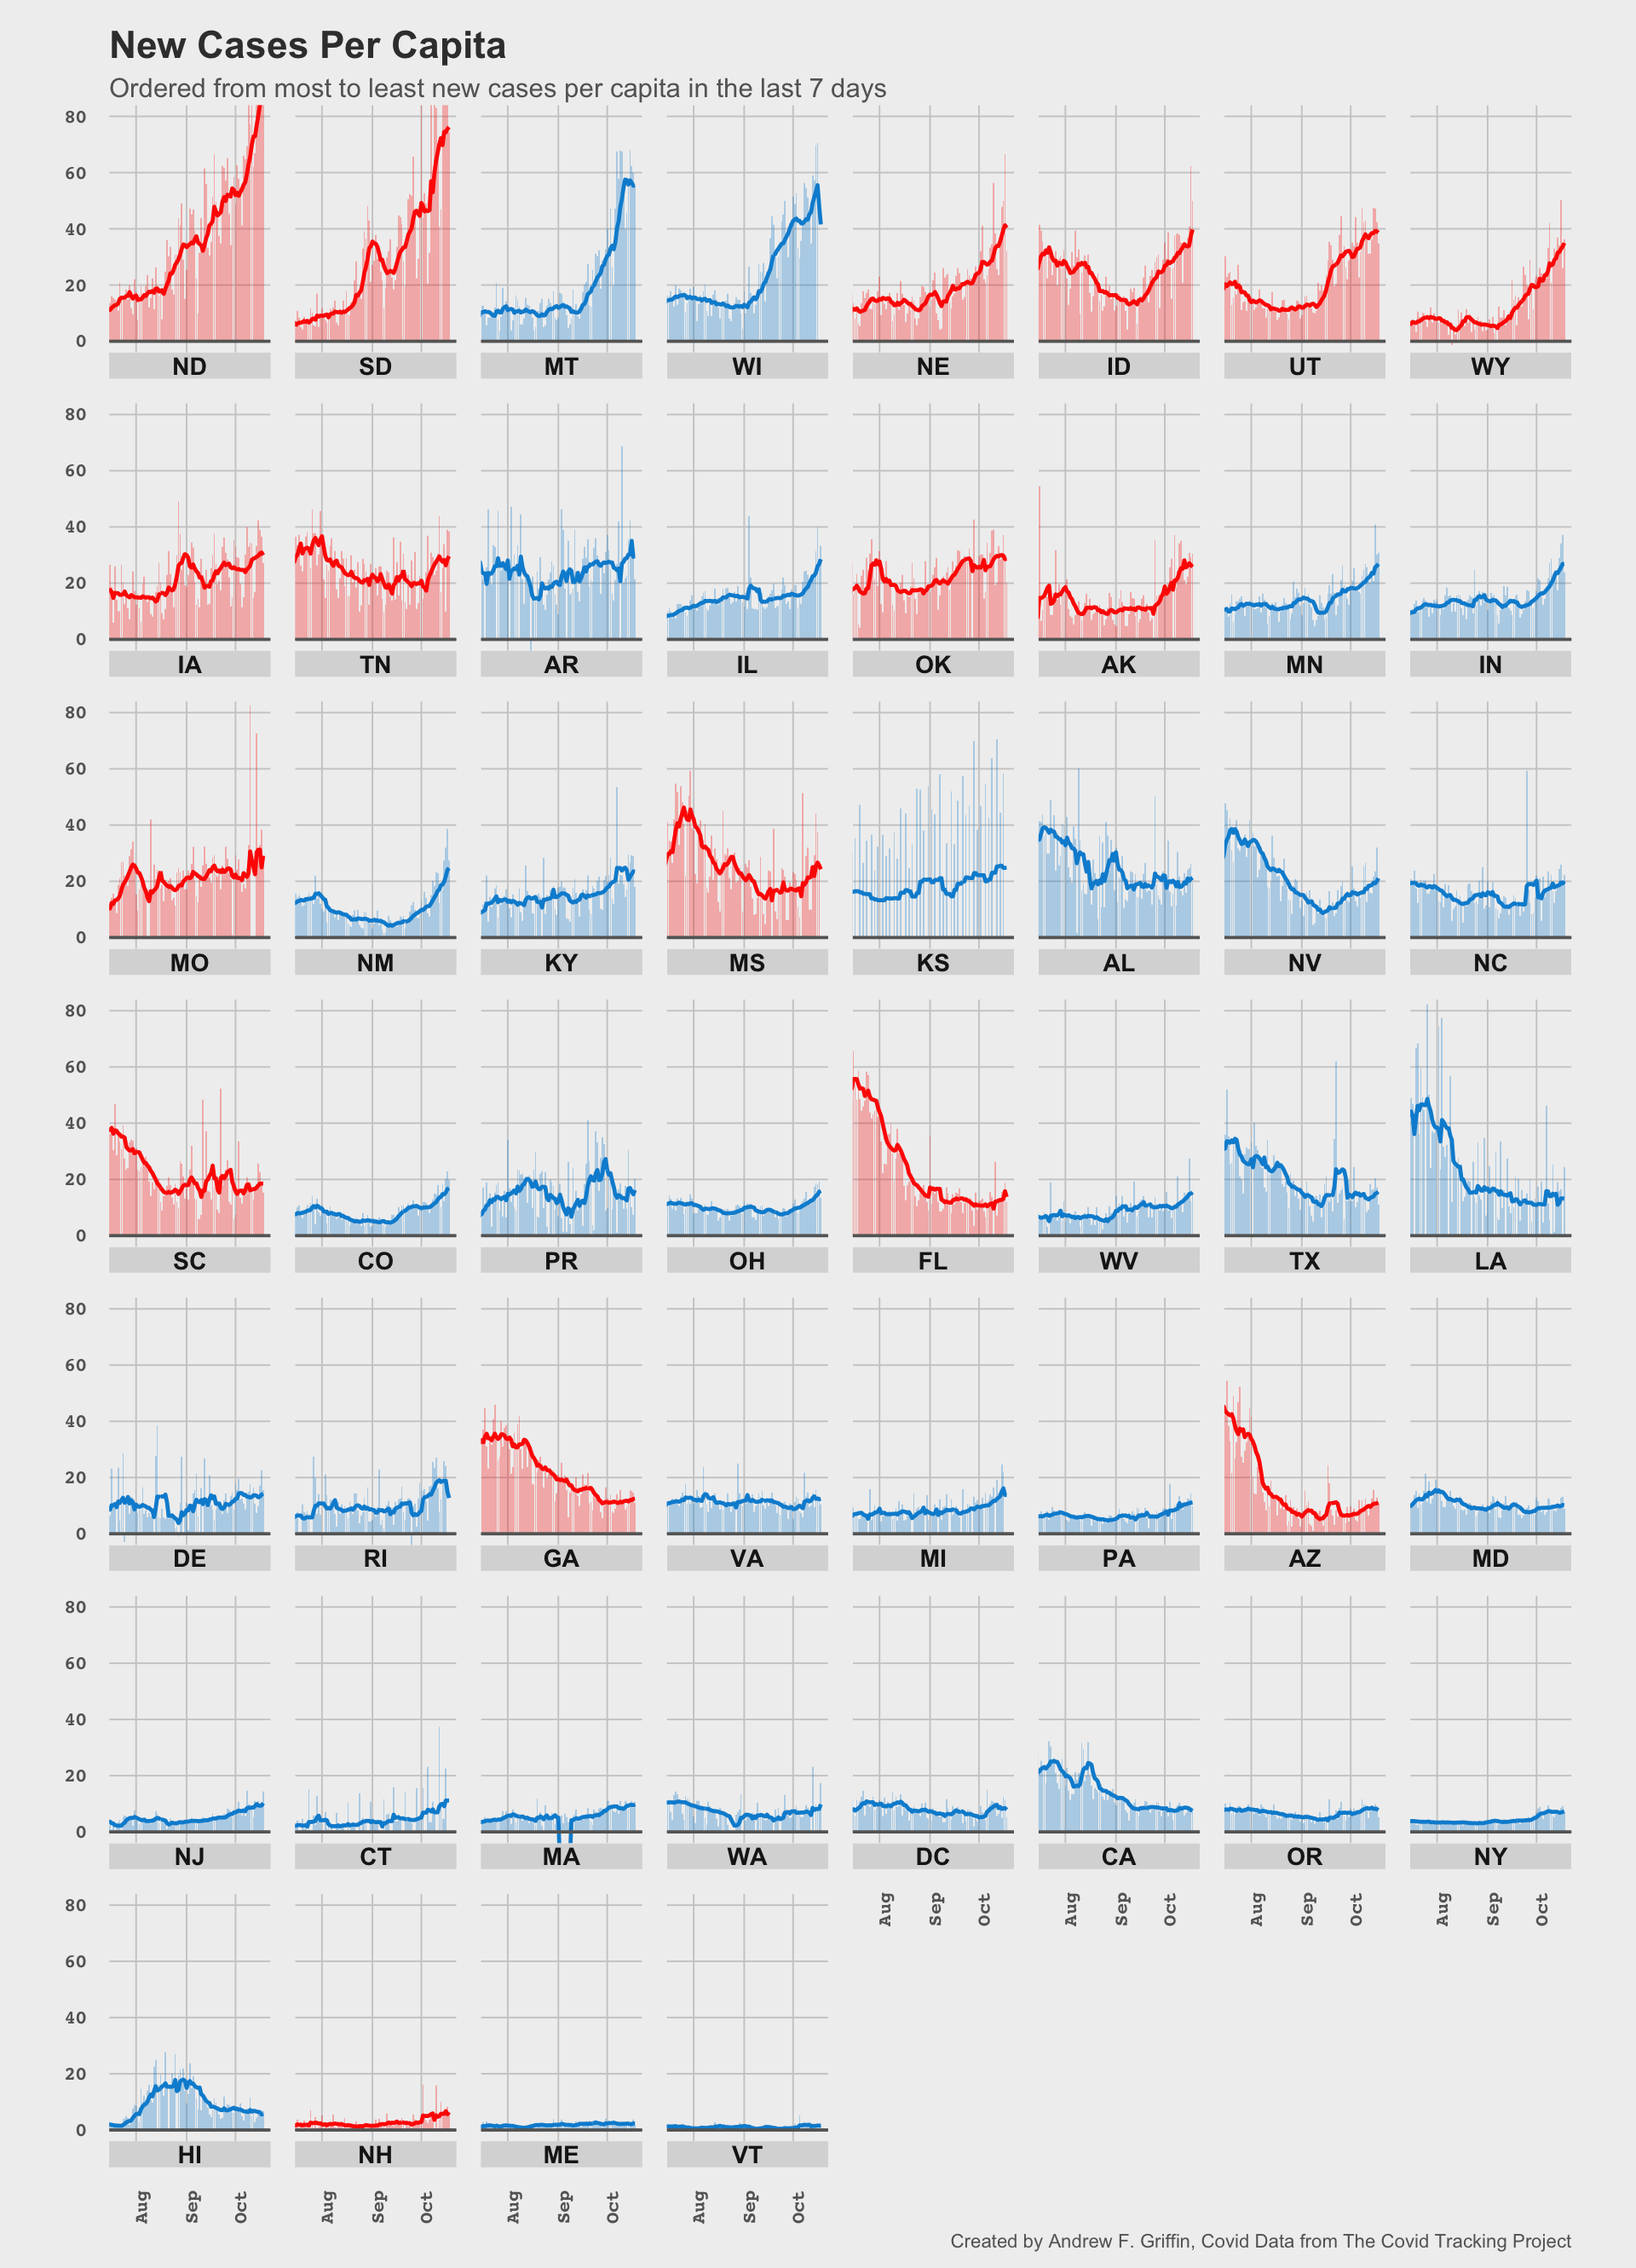 New Cases Per Capita
Ordered from most to least new cases per capita in the last 7 days
80
60
40
20
0
ND SD MT WI NE ID UT WY
80
60
40
20
0
IA TN AR IL OK AK MN IN
80
60
40
20
0
MO NM KY MS KS AL NV NC
80
60
40
20
0
SC CO PR OH FL WV TX LA
80
60
40
20
0
DE RI GA VA MI PA AZ MD
80
60
40
20
0
NJ CT MA WA DC CA OR NY
Aug Sep Oct Aug Sep Oct Aug Sep Oct Aug Sep Oct
80
60
40
20
0
HI NH ME VT
Aug Sep Oct Aug Sep Oct Aug Sep Oct Aug Sep Oct
Created by Andrew F. Griffin, Covid Data from The Covid Tracking Project